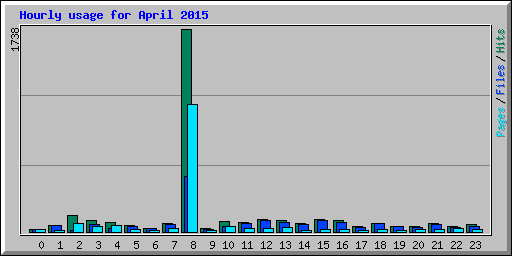 Hourly usage for April 2015
1738
Pages/Files/Hits
0 1 2 3 4 5 6 7 8 9 10 11 12 13 14 15 16 17 18 19 20 21 22 23